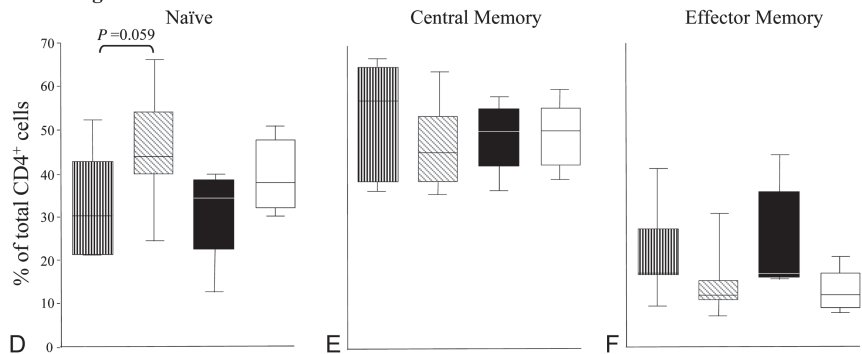 Naïve
Central Memory
Effector Memory
P =0.059
70
60
50
40
30
20
10
0
% of total CD4+ cells
D
E
F